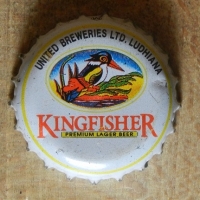 UNITED BREWERIES LTD. LUDHIANA
KINGFISHER
PREMIUM LAGER BEER